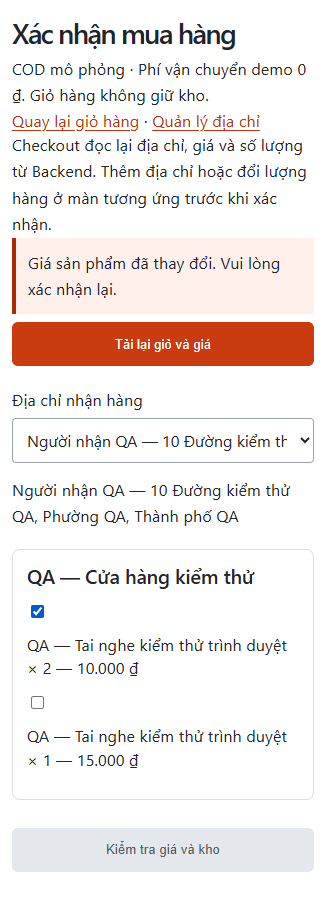 Xác nhận mua hàng
COD mô phỏng · Phí vận chuyển demo 0
₫. Giỏ hàng không giữ kho.
Quay lại giỏ hàng · Quản lý địa chỉ
Checkout đọc lại địa chỉ, giá và số lượng
từ Backend. Thêm địa chỉ hoặc đổi lượng
hàng ở màn tương ứng trước khi xác
nhận.
Giá sản phẩm đã thay đổi. Vui lòng
xác nhận lại.
Tải lại giỏ và giá
Địa chỉ nhận hàng
Người nhận QA — 10 Đường kiểm th
Người nhận QA — 10 Đường kiểm thử
QA, Phường QA, Thành phố QA
QA — Cửa hàng kiểm thử
QA — Tai nghe kiểm thử trình duyệt
× 2 — 10.000 ₫
QA — Tai nghe kiểm thử trình duyệt
× 1 — 15.000 ₫
Kiểm tra giá và kho